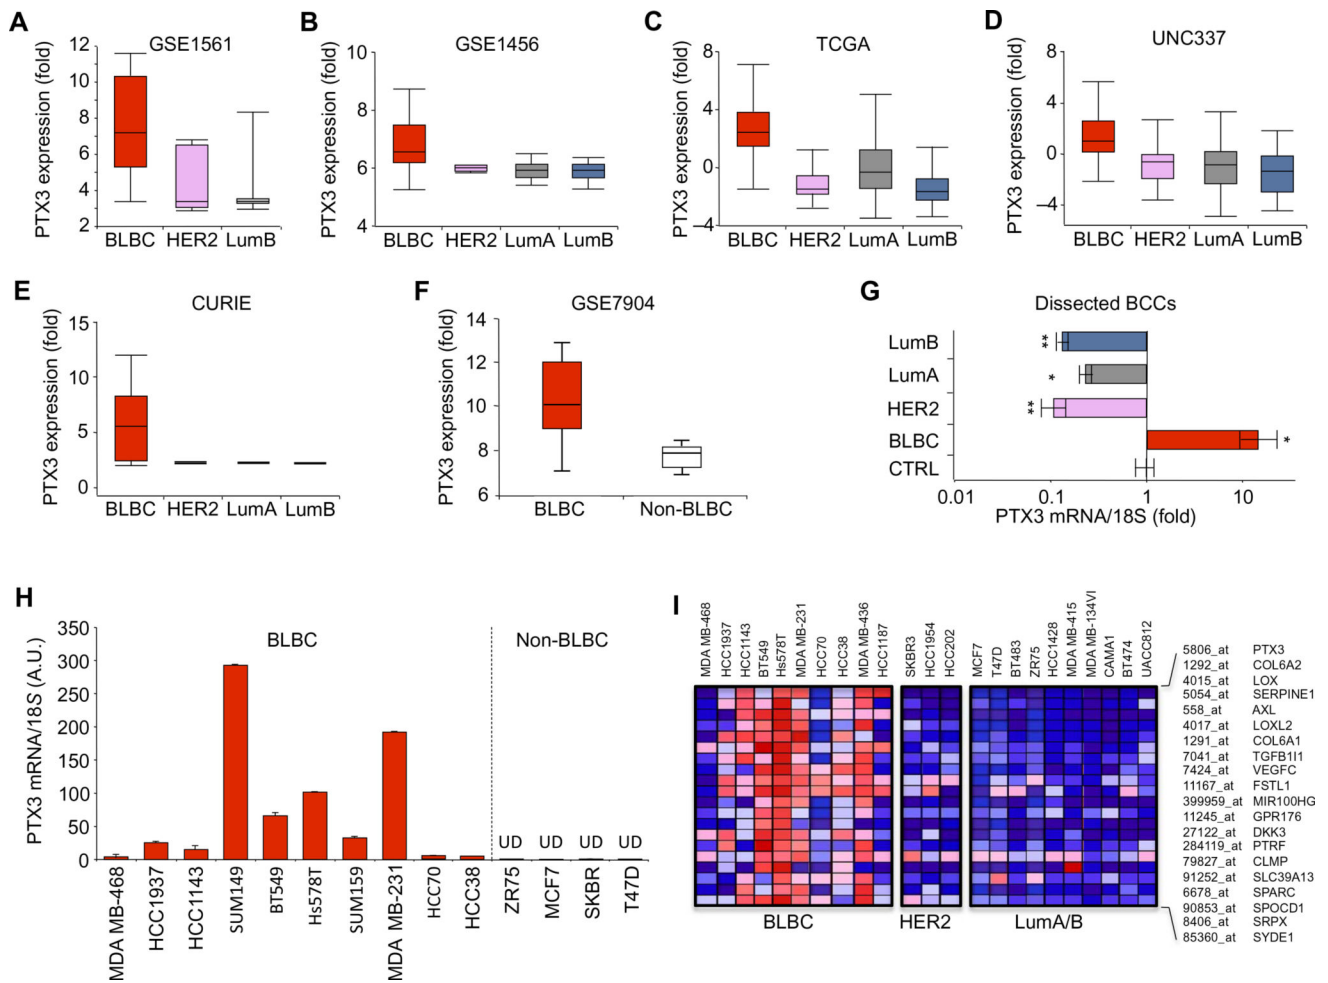 A
GSE1561
PTX3 expression (fold)
12
10
8
6
4
2
BLBC HER2 LumB
B
GSE1456
PTX3 expression (fold)
10
8
6
4
BLBC HER2 LumA LumB
C
TCGA
PTX3 expression (fold)
8
4
0
−4
BLBC HER2 LumA LumB
D
UNC337
PTX3 expression (fold)
8
4
0
−4
BLBC HER2 LumA LumB
E
CURIE
PTX3 expression (fold)
15
10
5
0
BLBC HER2 LumA LumB
F
GSE7904
PTX3 expression (fold)
14
12
10
8
6
BLBC Non-BLBC
G
Dissected BCCs
LumB **
LumA *
HER2 **
BLBC *
CTRL
0.01 0.1 1 10
PTX3 mRNA/18S (fold)
H
PTX3 mRNA/18S (A.U.)
350
300
250
200
150
100
50
0
BLBC Non-BLBC
UD UD UD UD
MDA MB-468
HCC1937
HCC1143
SUM149
BT549
Hs578T
SUM159
MDA MB-231
HCC70
HCC38
ZR75
MCF7
SKBR
T47D
I
MDA MB-468
HCC1937
HCC1143
BT549
Hs578T
MDA MB-231
HCC70
HCC38
MDA MB-436
HCC1187
SKBR3
HCC1954
HCC202
MCF7
T47D
BT483
ZR75
HCC1428
MDA MB-415
MDA MB-134VI
CAMA1
BT474
UACC812
5806_at PTX3
1292_at COL6A2
4015_at LOX
5054_at SERPINE1
558_at AXL
4017_at LOXL2
1291_at COL6A1
7041_at TGFB1I1
7424_at VEGFC
11167_at FSTL1
399959_at MIR100HG
11245_at GPR176
27122_at DKK3
284119_at PTRF
79827_at CLMP
91252_at SLC39A13
6678_at SPARC
90853_at SPOCD1
8406_at SRPX
85360_at SYDE1
BLBC HER2 LumA/B